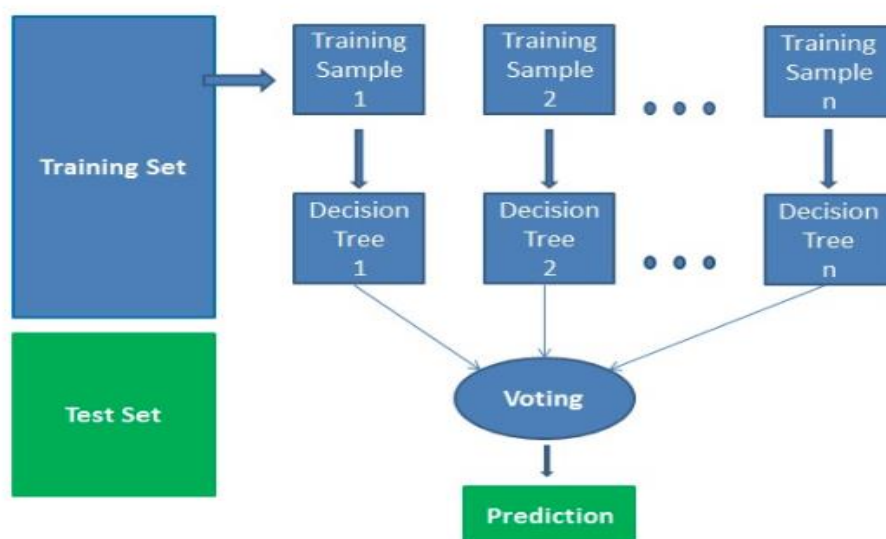 Training Set
Training
Sample
1
Training
Sample
2
Training
Sample
n
Decision
Tree
1
Decision
Tree
2
Decision
Tree
n
Test Set
Voting
Prediction